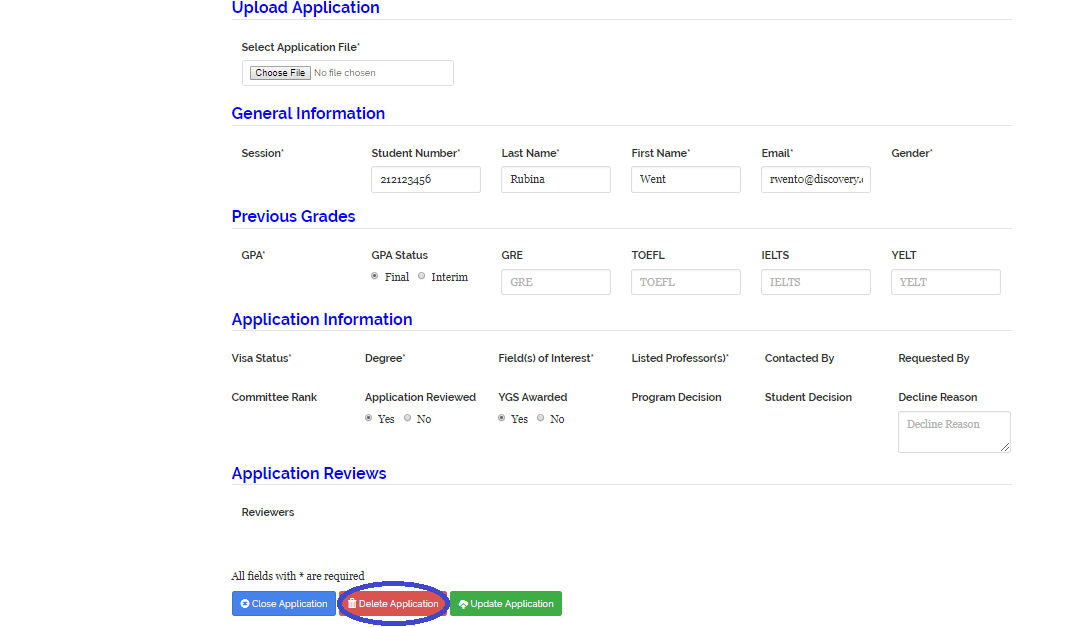 Upload Application
Select Application File*
Choose File No file chosen
General Information
Session* Student Number* Last Name* First Name* Email* Gender*
212123456 Rubina Went rwent0@discovery.
Previous Grades
GPA* GPA Status GRE TOEFL IELTS YELT
Final Interim GRE TOEFL IELTS YELT
Application Information
Visa Status* Degree* Field(s) of Interest* Listed Professor(s)* Contacted By Requested By
Committee Rank Application Reviewed YGS Awarded Program Decision Student Decision Decline Reason
Yes No Yes No Decline Reason
Application Reviews
Reviewers
All fields with * are required
Close Application Delete Application Update Application